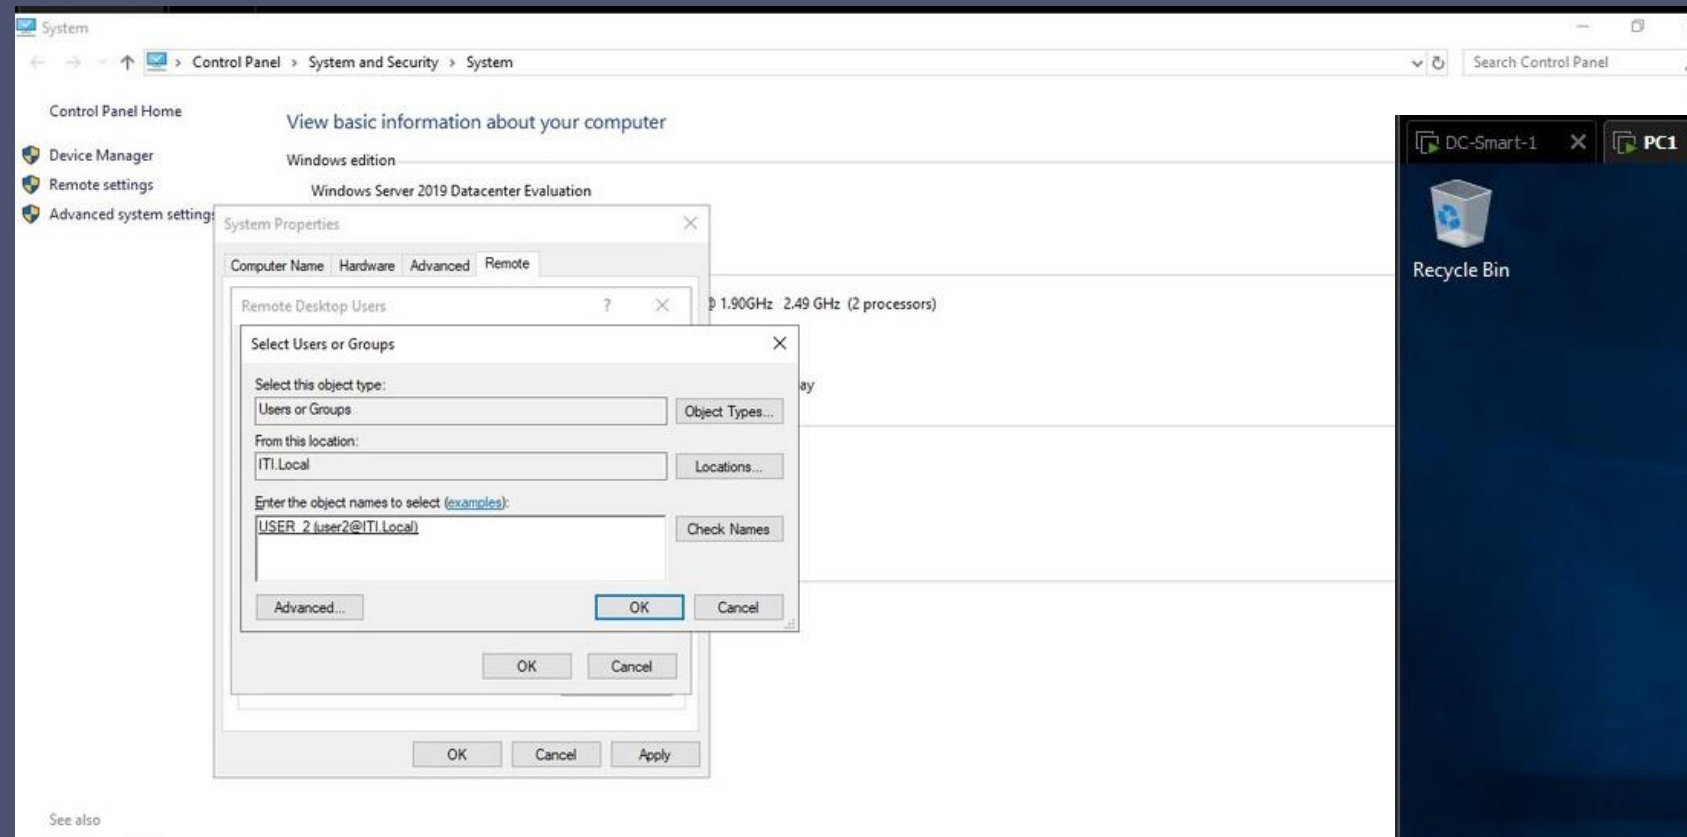 System
Control Panel > System and Security > System
Search Control Panel
Control Panel Home
Device Manager
Remote settings
Advanced system settings
See also
View basic information about your computer
Windows edition
Windows Server 2019 Datacenter Evaluation
1.90GHz 2.49 GHz (2 processors)
ay
System Properties
Computer Name Hardware Advanced Remote
Remote Desktop Users ?
Select Users or Groups
Select this object type:
Users or Groups
Object Types...
From this location:
ITI.Local
Locations...
Enter the object names to select (examples):
USER 2 (user2@ITI.Local)
Check Names
Advanced... OK Cancel
OK Cancel
OK Cancel Apply
DC-Smart-1 PC1
Recycle Bin